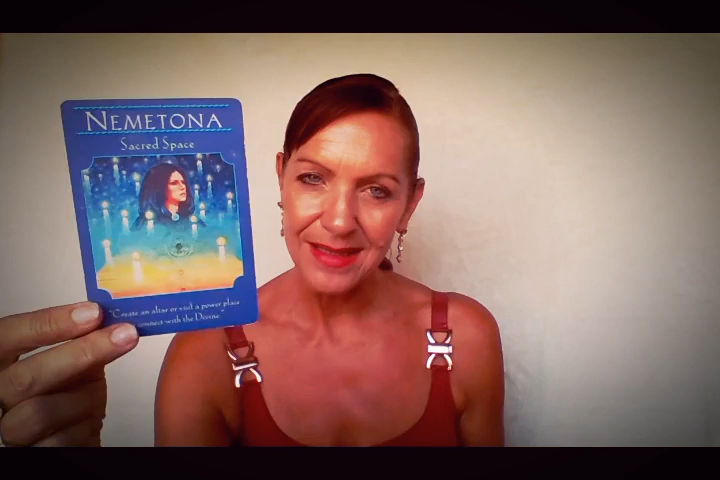 NEMETONA
Sacred Space
"Create an altar or visit a power place
connect with the Divine."